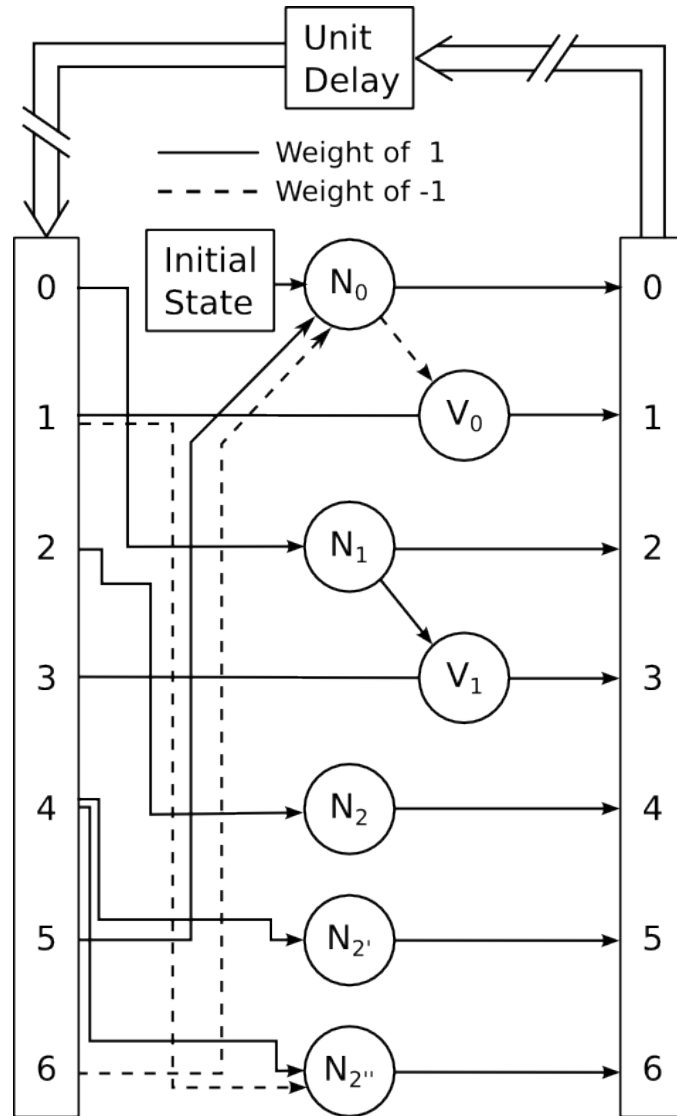 Unit
Delay
Weight of 1
Weight of -1
Initial
State
N₀
0
0
1
V₀
1
2
N₁
2
3
V₁
3
4
N₂
4
5
N₂'
5
6
N₂''
6